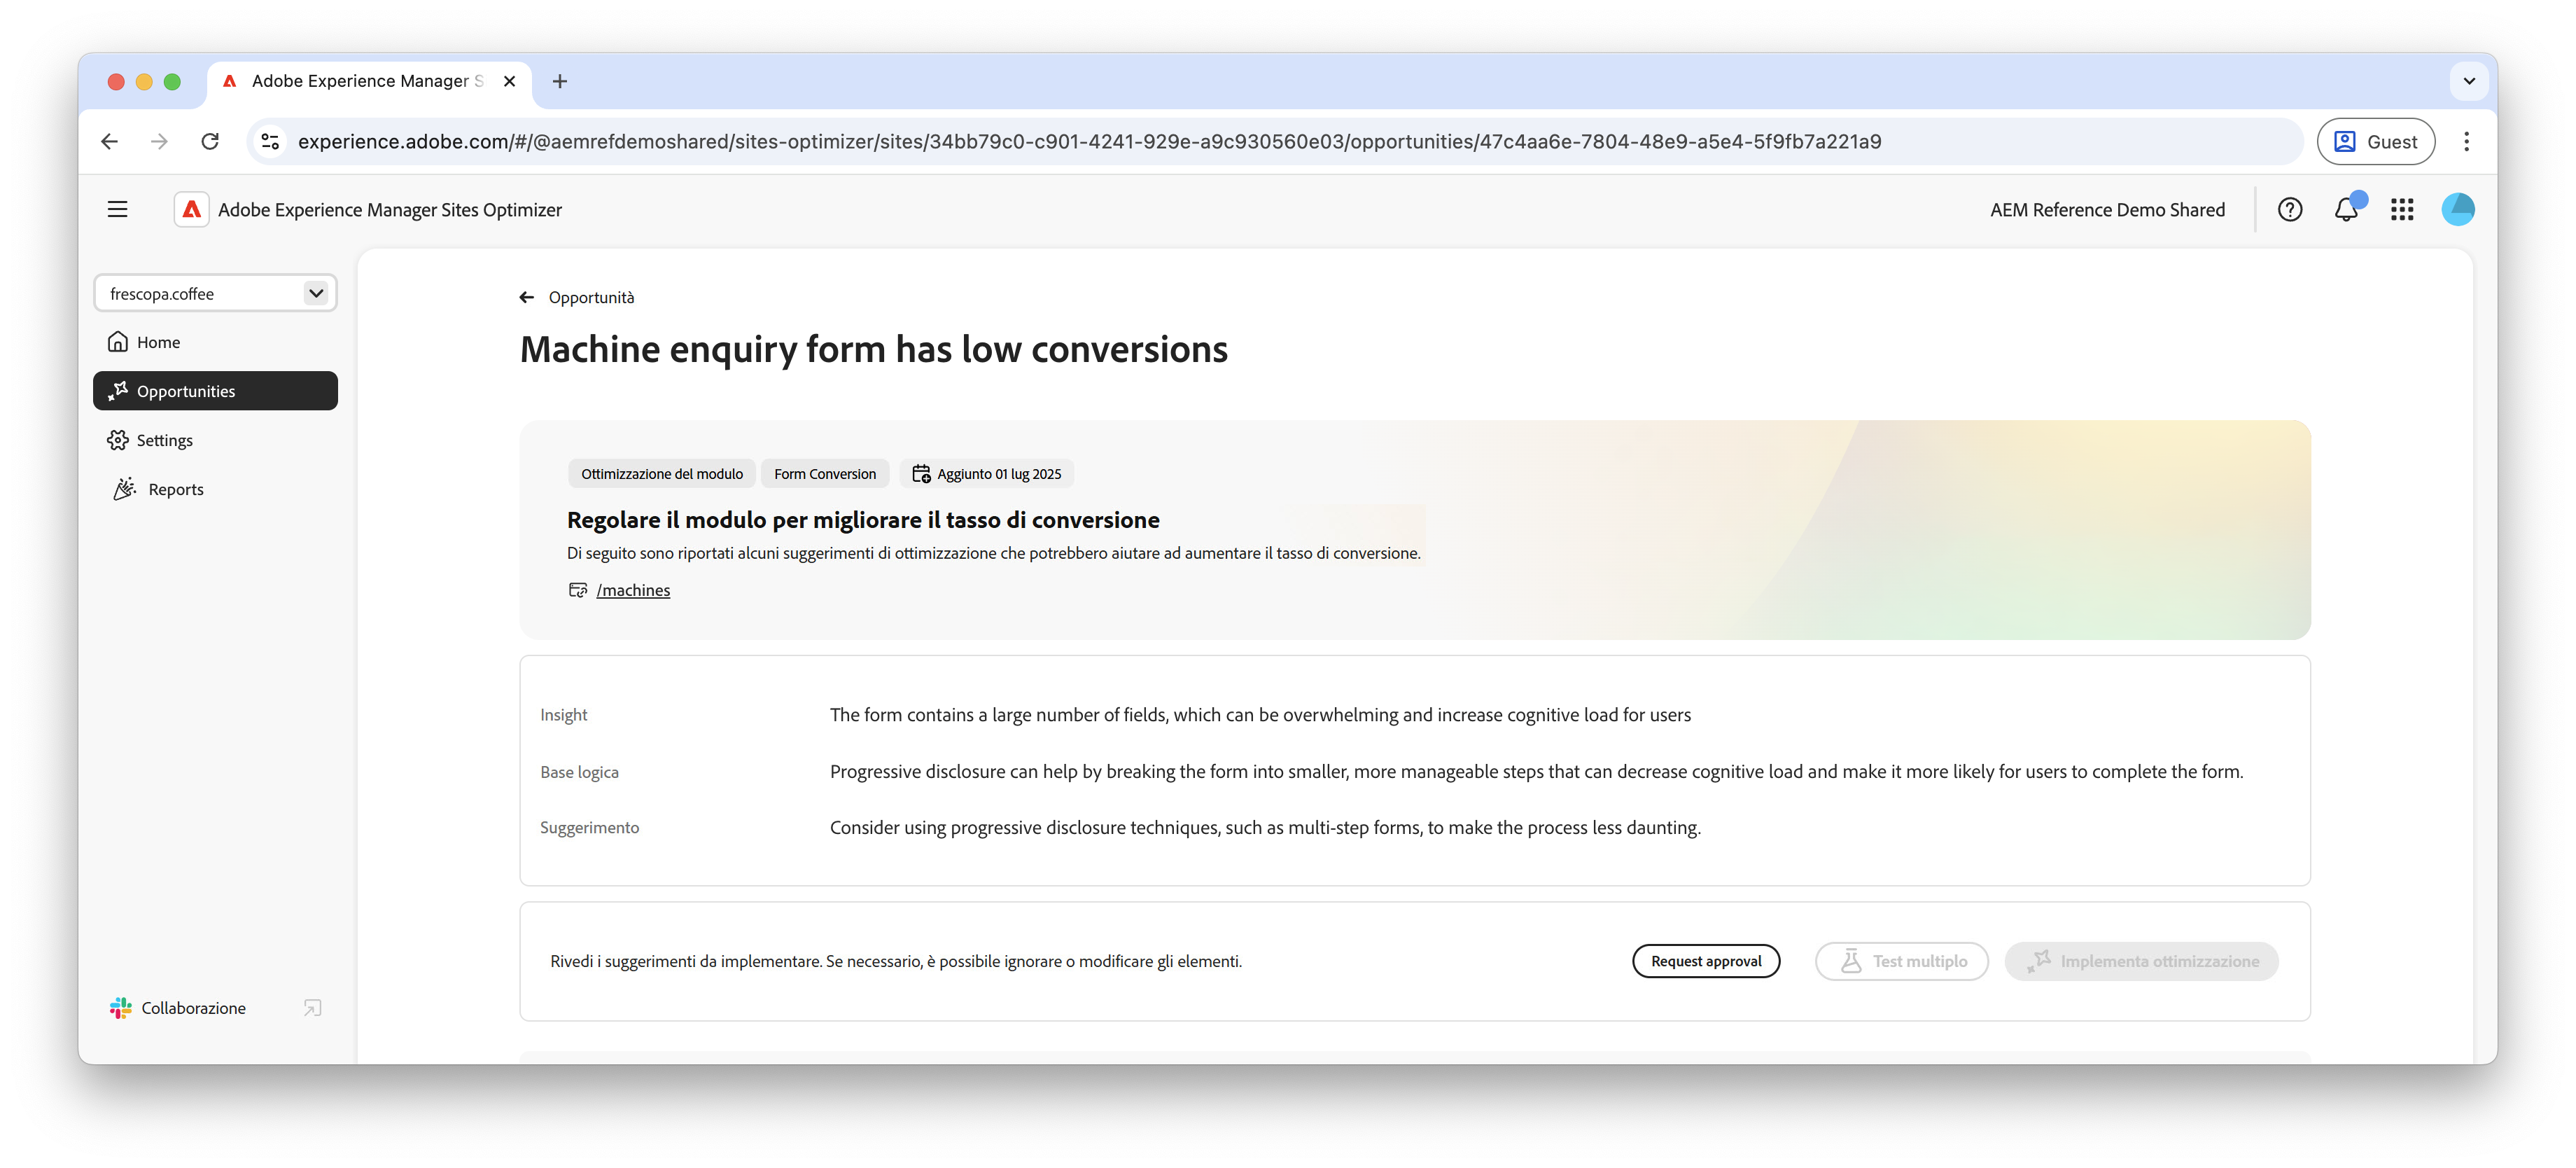 Adobe Experience Manager S
experience.adobe.com/#/@aemrefdemoshared/sites-optimizer/sites/34bb79c0-c901-4241-929e-a9c930560e03/opportunities/47c4aa6e-7804-48e9-a5e4-5f9fb7a221a9
Guest
Adobe Experience Manager Sites Optimizer
AEM Reference Demo Shared
frescopa.coffee
Home
Opportunities
Settings
Reports
Collaborazione
Opportunità
Machine enquiry form has low conversions
Ottimizzazione del modulo
Form Conversion
Aggiunto 01 lug 2025
Regolare il modulo per migliorare il tasso di conversione
Di seguito sono riportati alcuni suggerimenti di ottimizzazione che potrebbero aiutare ad aumentare il tasso di conversione.
/machines
Insight
The form contains a large number of fields, which can be overwhelming and increase cognitive load for users
Base logica
Progressive disclosure can help by breaking the form into smaller, more manageable steps that can decrease cognitive load and make it more likely for users to complete the form.
Suggerimento
Consider using progressive disclosure techniques, such as multi-step forms, to make the process less daunting.
Rivedi i suggerimenti da implementare. Se necessario, è possibile ignorare o modificare gli elementi.
Request approval
Test multiplo
Implementa ottimizzazione